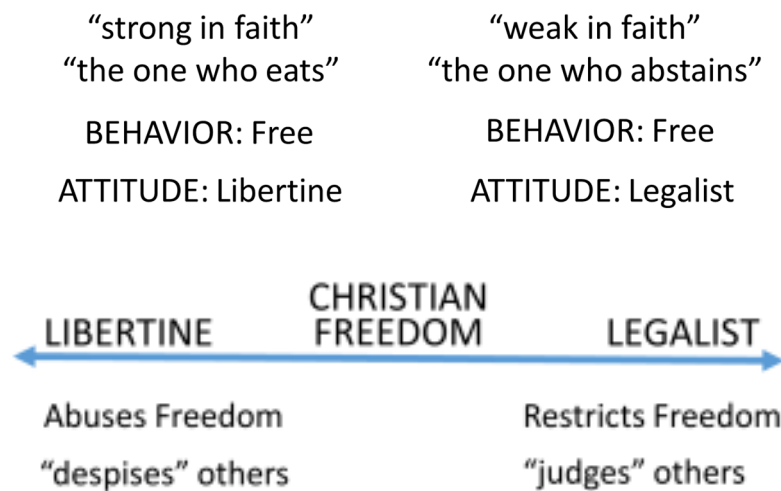 “strong in faith”
“the one who eats”
BEHAVIOR: Free
ATTITUDE: Libertine
“weak in faith”
“the one who abstains”
BEHAVIOR: Free
ATTITUDE: Legalist
LIBERTINE
CHRISTIAN
FREEDOM
LEGALIST
Abuses Freedom
“despises” others
Restricts Freedom
“judges” others